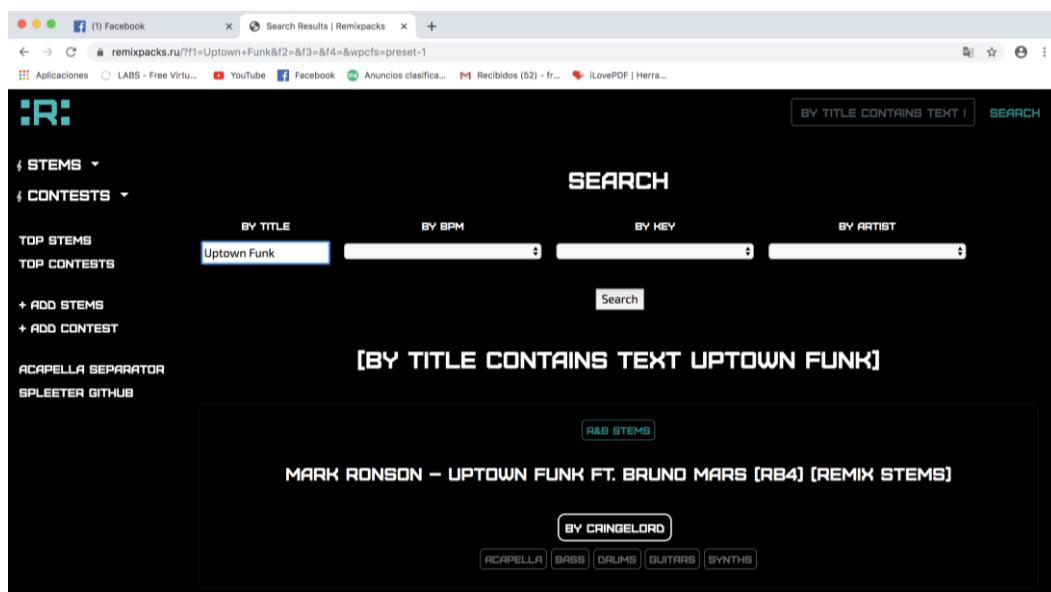 (1) Facebook
Search Results | Remixpacks
remixpacks.ru/?f1=Uptown+Funk&f2=&f3=&f4=&wpcfs=preset-1
Aplicaciones LABS - Free Virtu... YouTube Facebook Anuncios clasifica... Recibidos (52) - fr... iLovePDF | Herra...
:R:
BY TITLE CONTAINS TEXT
SEARCH
STEMS
CONTESTS
TOP STEMS
TOP CONTESTS
+ ADD STEMS
+ ADD CONTEST
ACAPELLA SEPARATOR
SPLEETER GITHUB
SEARCH
BY TITLE BY BPM BY KEY BY ARTIST
Uptown Funk
Search
[BY TITLE CONTAINS TEXT UPTOWN FUNK]
R&B STEMS
MARK RONSON – UPTOWN FUNK FT. BRUNO MARS [RB4] [REMIX STEMS]
BY CRINGELORD
ACAPELLA BASS DRUMS GUITARS SYNTHS